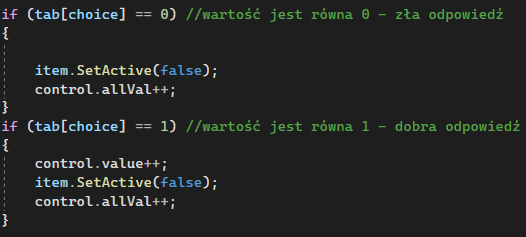 if (tab[choice] == 0) //wartość jest równa 0 - zła odpowiedź
{
item.SetActive(false);
control.allVal++;
}
if (tab[choice] == 1) //wartość jest równa 1 - dobra odpowiedź
{
control.value++;
item.SetActive(false);
control.allVal++;
}